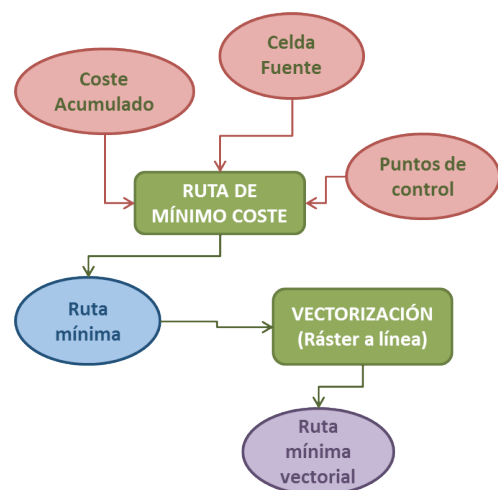 Celda
Fuente
Coste
Acumulado
Puntos de
control
RUTA DE
MÍNIMO COSTE
Ruta
mínima
VECTORIZACIÓN
(Ráster a línea)
Ruta
mínima
vectorial